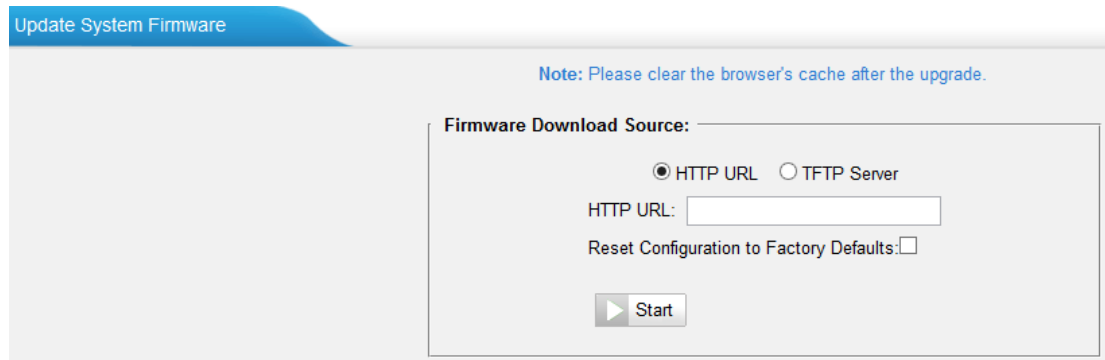 Update System Firmware
Note: Please clear the browser's cache after the upgrade.
Firmware Download Source:
HTTP URL TFTP Server
HTTP URL:
Reset Configuration to Factory Defaults:
Start